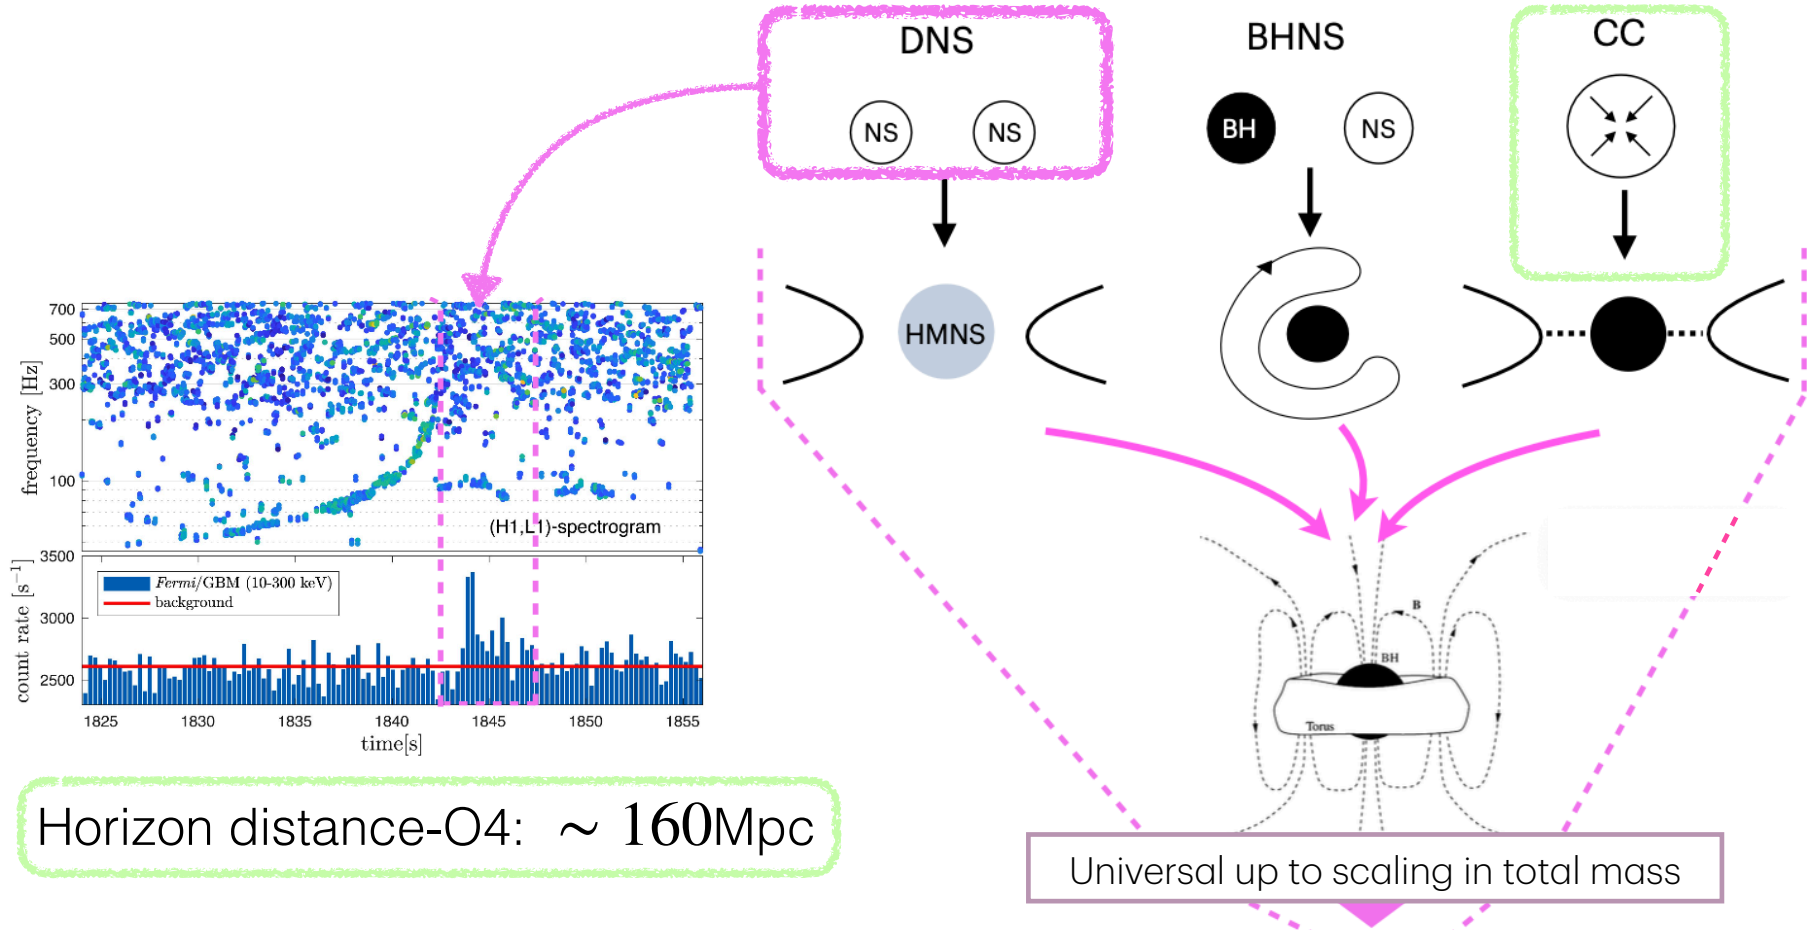 DNS
BHNS
CC
NS
NS
BH
NS
HMNS
700
500
300
100
frequency [Hz]
(H1,L1)-spectrogram
3500
3000
2500
count rate [s⁻¹]
Fermi/GBM (10-300 keV)
background
1825
1830
1835
1840
1845
1850
1855
time[s]
B
BH
Torus
Horizon distance-O4: ~ 160Mpc
Universal up to scaling in total mass